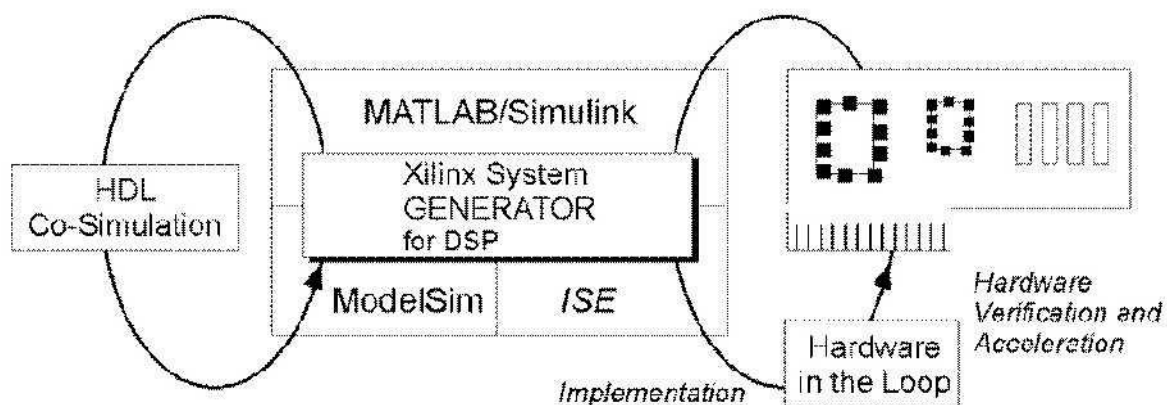 MATLAB/Simulink
HDL
Co-Simulation
Xilinx System
GENERATOR
for DSP
ModelSim
ISE
Hardware
Verification and
Acceleration
Hardware
in the Loop
Implementation